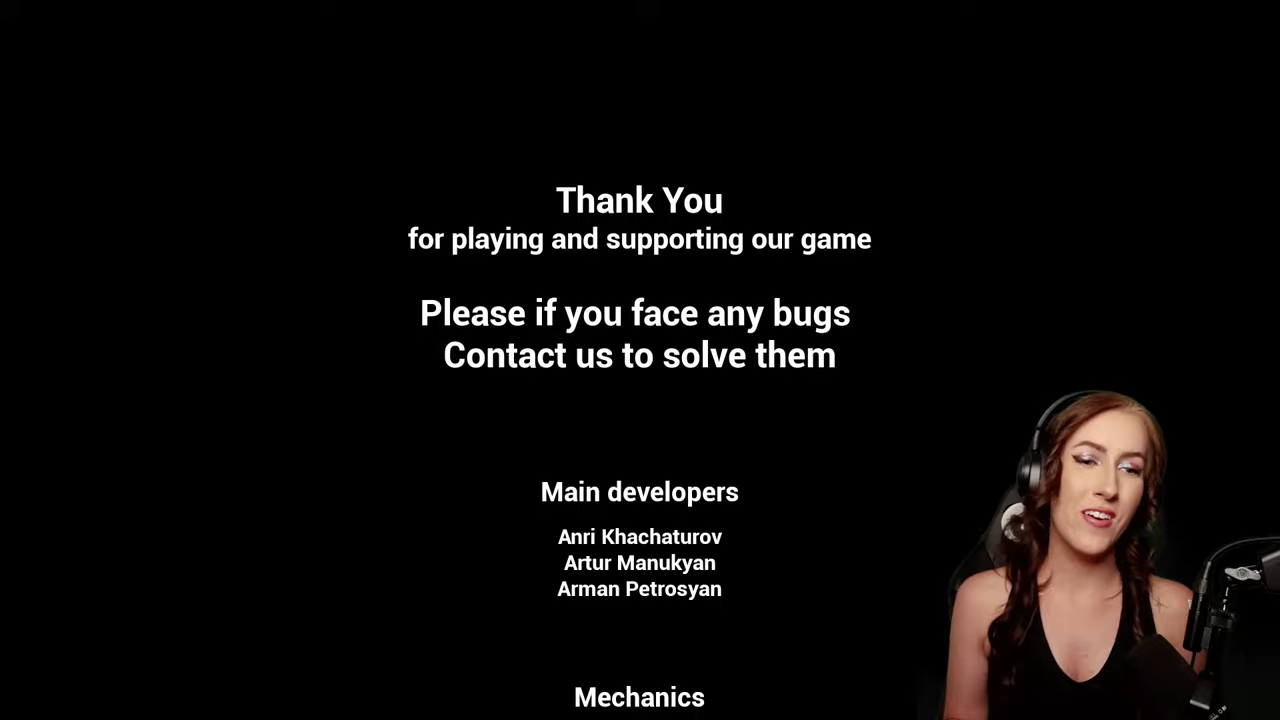 Thank You
for playing and supporting our game
Please if you face any bugs
Contact us to solve them
Main developers
Anri Khachaturov
Artur Manukyan
Arman Petrosyan
Mechanics